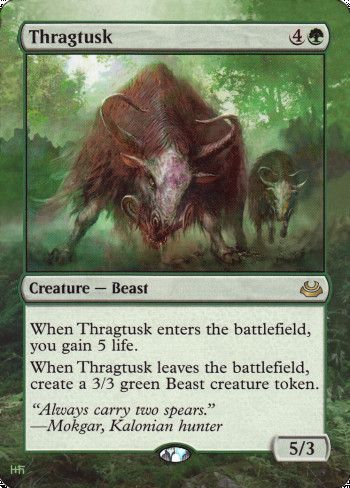 Thragtusk 4
Creature — Beast
When Thragtusk enters the battlefield,
you gain 5 life.
When Thragtusk leaves the battlefield,
create a 3/3 green Beast creature token.
“Always carry two spears.”
—Mokgar, Kalonian hunter
5/3